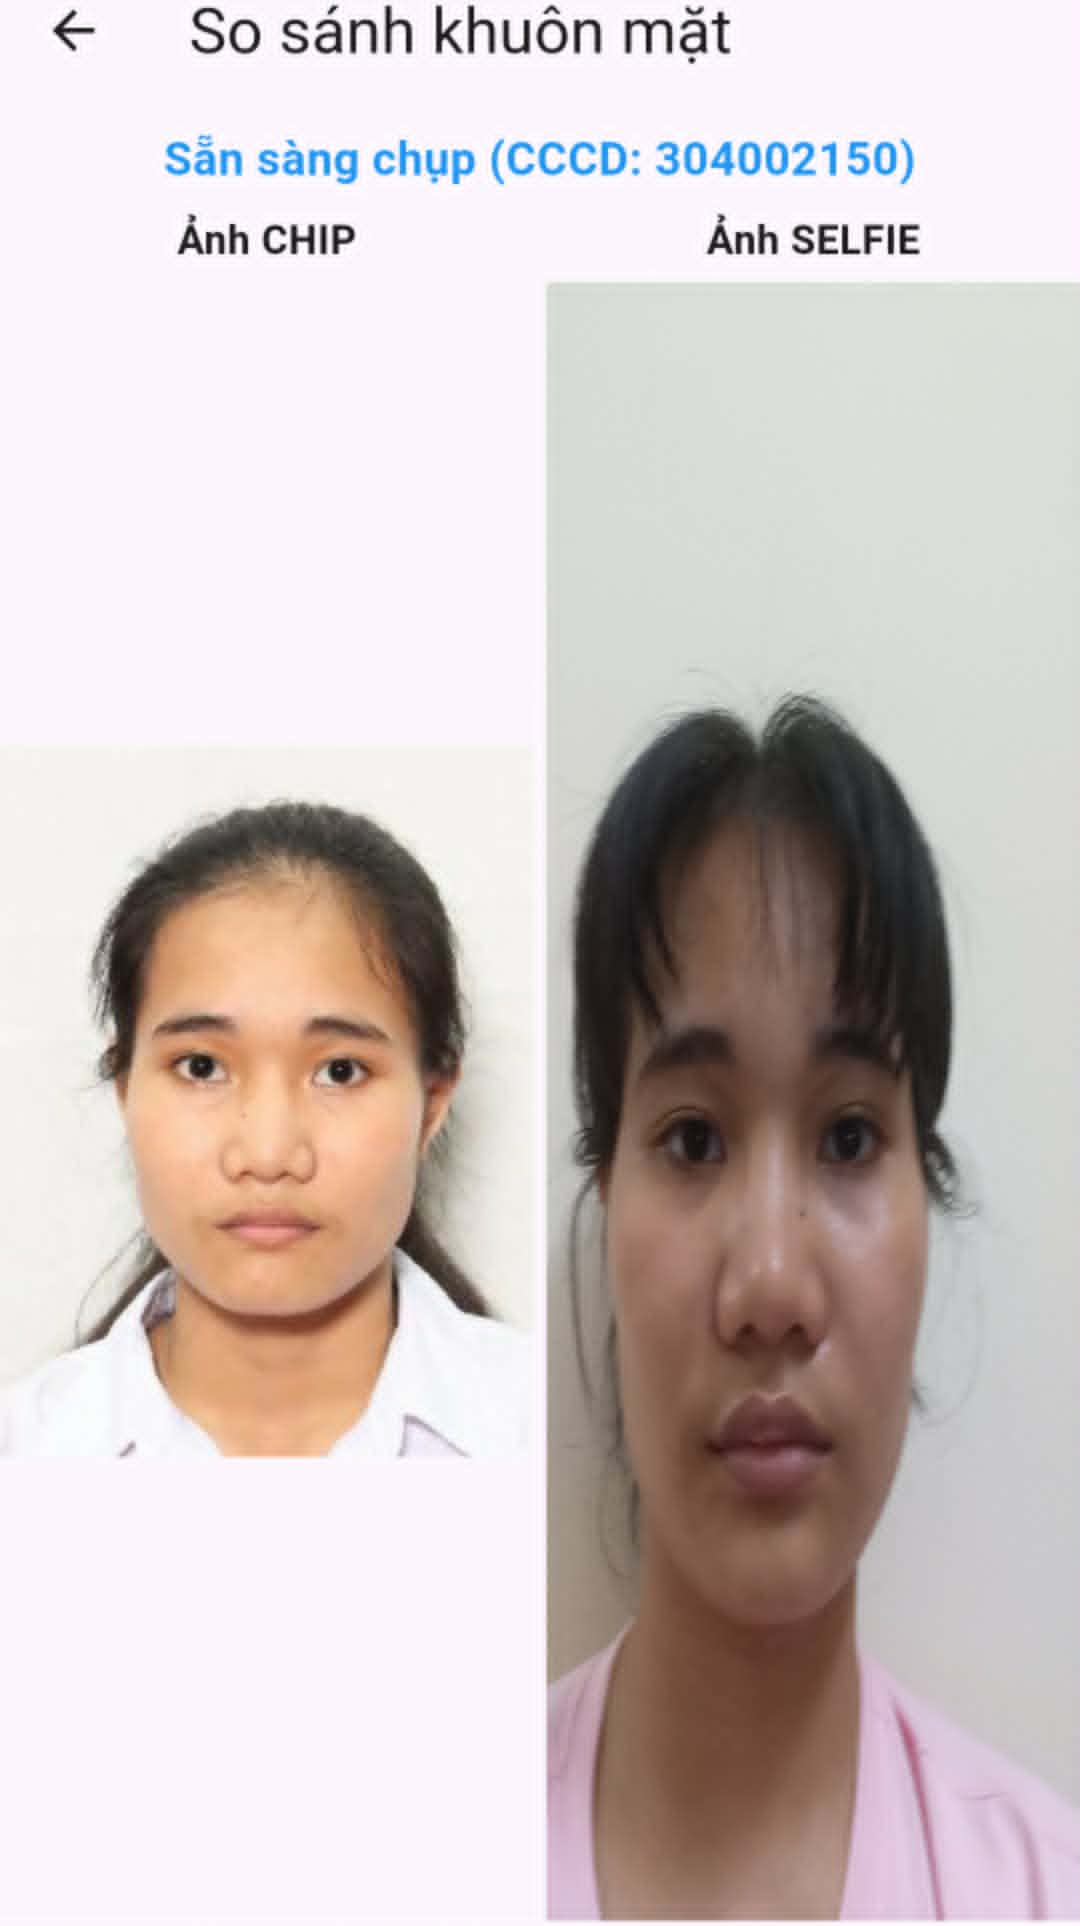 So sánh khuôn mặt
Sẵn sàng chụp (CCCD: 304002150)
Ảnh CHIP
Ảnh SELFIE